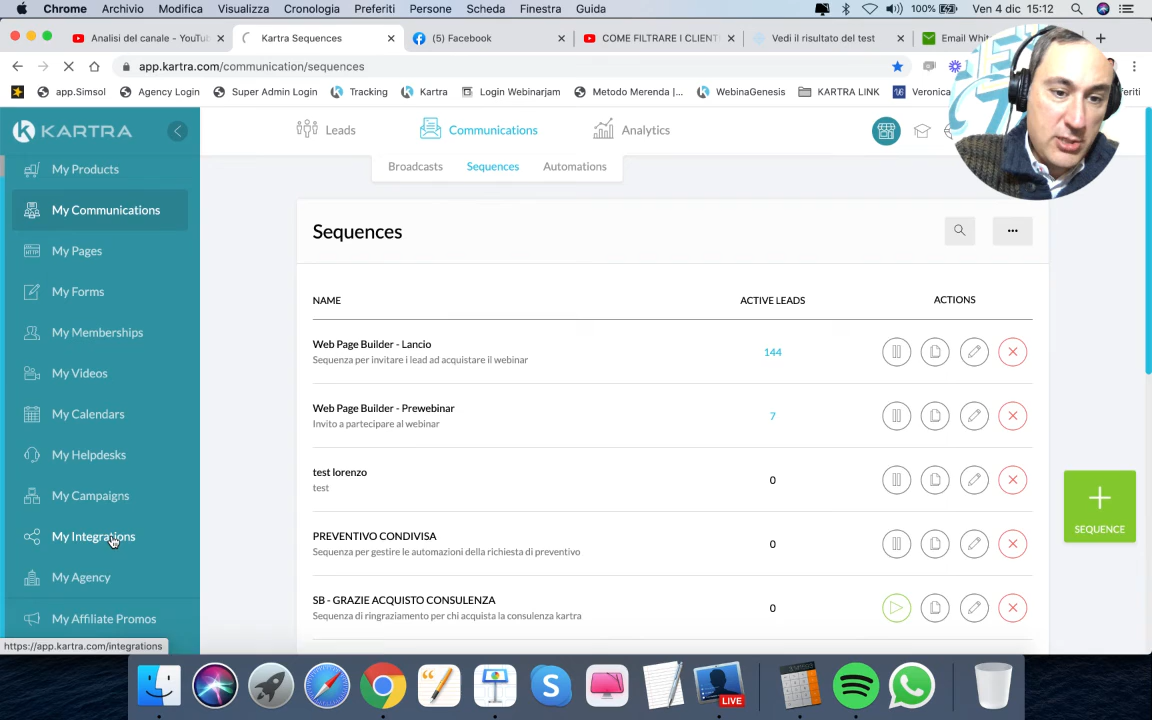 Chrome Archivio Modifica Visualizza Cronologia Preferiti Persone Scheda Finestra Guida 100% Ven 4 dic 15:12
Analisi del canale - YouTu
Kartra Sequences
(5) Facebook
COME FILTRARE I CLIENT
Vedi il risultato del test
Email Whit
app.kartra.com/communication/sequences
app.Simsol Agency Login Super Admin Login Tracking Kartra Login Webinarjam Metodo Merenda |... WebinaGenesis KARTRA LINK Veronica
KARTRA
Leads Communications Analytics
Broadcasts Sequences Automations
My Products
My Communications
My Pages
My Forms
My Memberships
My Videos
My Calendars
My Helpdesks
My Campaigns
My Integrations
My Agency
My Affiliate Promos
https://app.kartra.com/integrations
Sequences
NAME ACTIVE LEADS ACTIONS
Web Page Builder - Lancio 144
Sequenza per invitare i lead ad acquistare il webinar
Web Page Builder - Prewebinar 7
Invito a partecipare al webinar
test lorenzo 0
test
PREVENTIVO CONDIVISA 0
Sequenza per gestire le automazioni della richiesta di preventivo
SB - GRAZIE ACQUISTO CONSULENZA 0
Sequenza di ringraziamento per chi acquista la consulenza kartra
SEQUENCE
LIVE